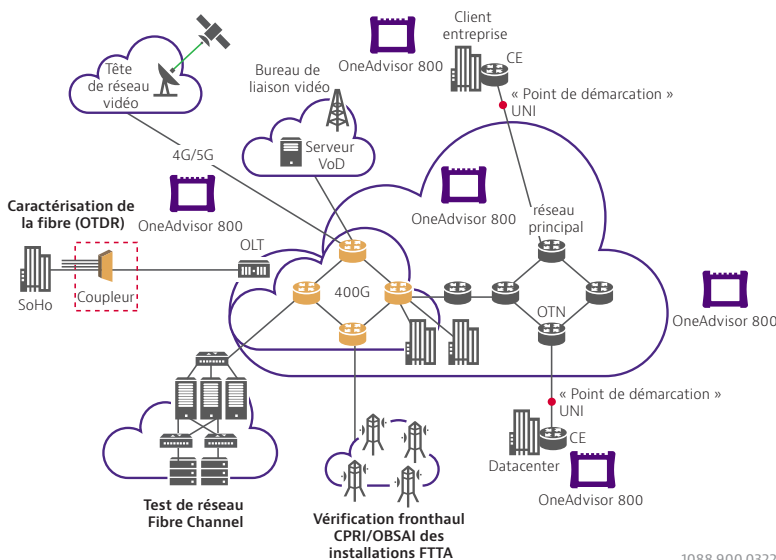 Client
entreprise
CE
OneAdvisor 800
Tête
de réseau
vidéo
Bureau de
liaison vidéo
« Point de démarcation »
UNI
Serveur
VoD
4G/5G
Caractérisation de
la fibre (OTDR)
OneAdvisor 800
OneAdvisor 800
réseau
principal
OLT
SoHo
Coupleur
400G
OTN
OneAdvisor 800
« Point de démarcation »
UNI
CE
Datacenter
OneAdvisor 800
Test de réseau
Fibre Channel
Vérification fronthaul
CPRI/OBSAI des
installations FTTA
1088.900.0322